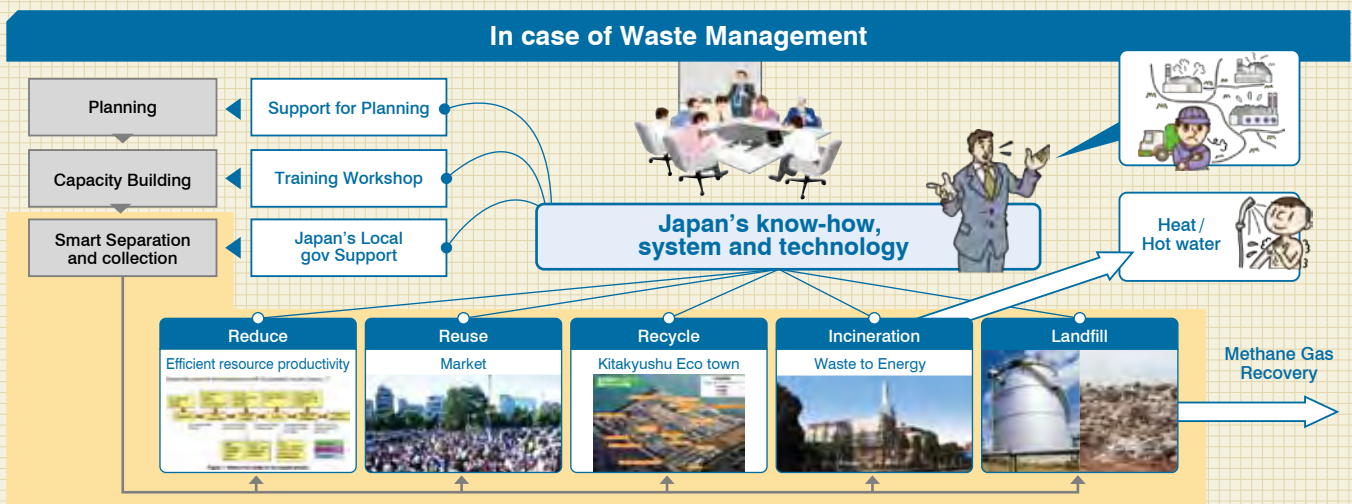 In case of Waste Management
Planning
Support for Planning
Capacity Building
Training Workshop
Smart Separation
and collection
Japan's Local
gov Support
Japan's know-how,
system and technology
Heat /
Hot water
Reduce
Efficient resource productivity
Reuse
Market
Recycle
Kitakyushu Eco town
Incineration
Waste to Energy
Landfill
Methane Gas
Recovery